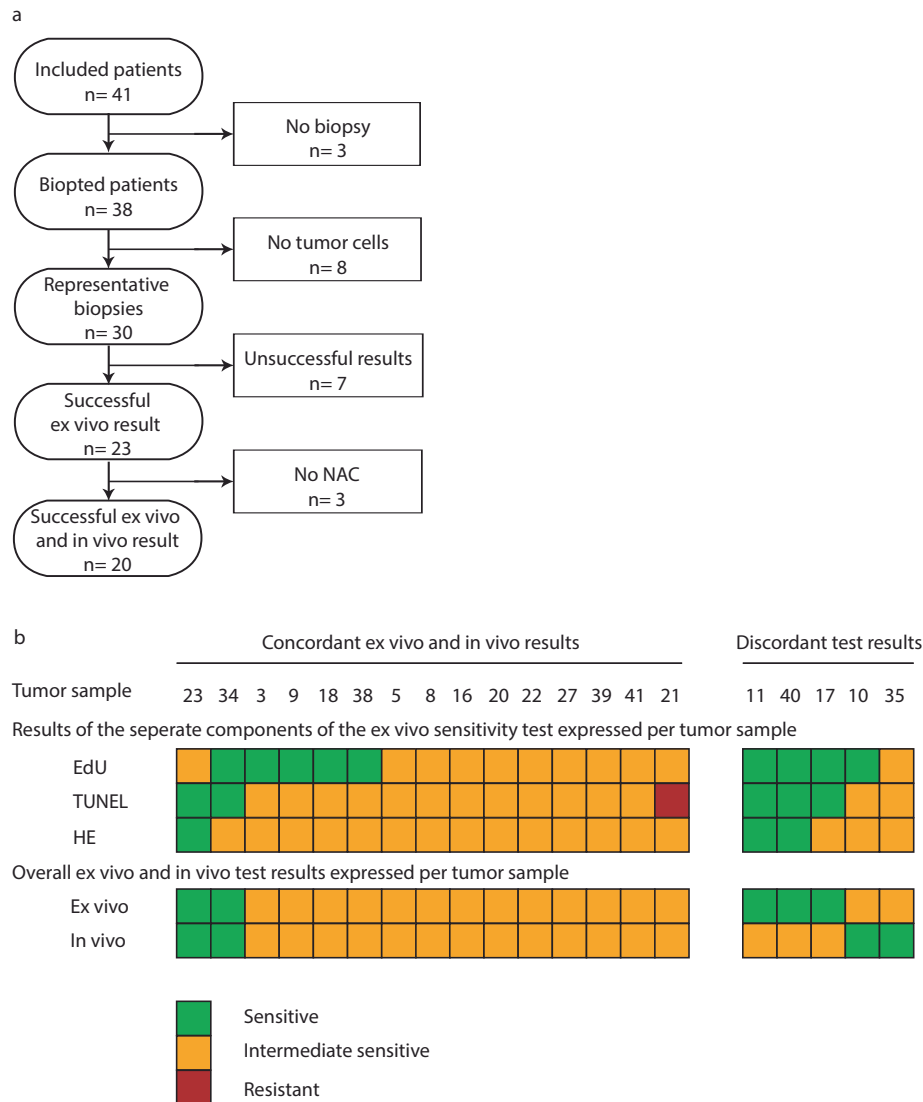 a
Included patients
n= 41
No biopsy
n= 3
Biopted patients
n= 38
No tumor cells
n= 8
Representative
biopsies
n= 30
Unsuccessful results
n= 7
Successful
ex vivo result
n= 23
No NAC
n= 3
Successful ex vivo
and in vivo result
n= 20
b
Concordant ex vivo and in vivo results
Discordant test results
Tumor sample 23 34 3 9 18 38 5 8 16 20 22 27 39 41 21 11 40 17 10 35
Results of the seperate components of the ex vivo sensitivity test expressed per tumor sample
EdU
TUNEL
HE
Overall ex vivo and in vivo test results expressed per tumor sample
Ex vivo
In vivo
Sensitive
Intermediate sensitive
Resistant